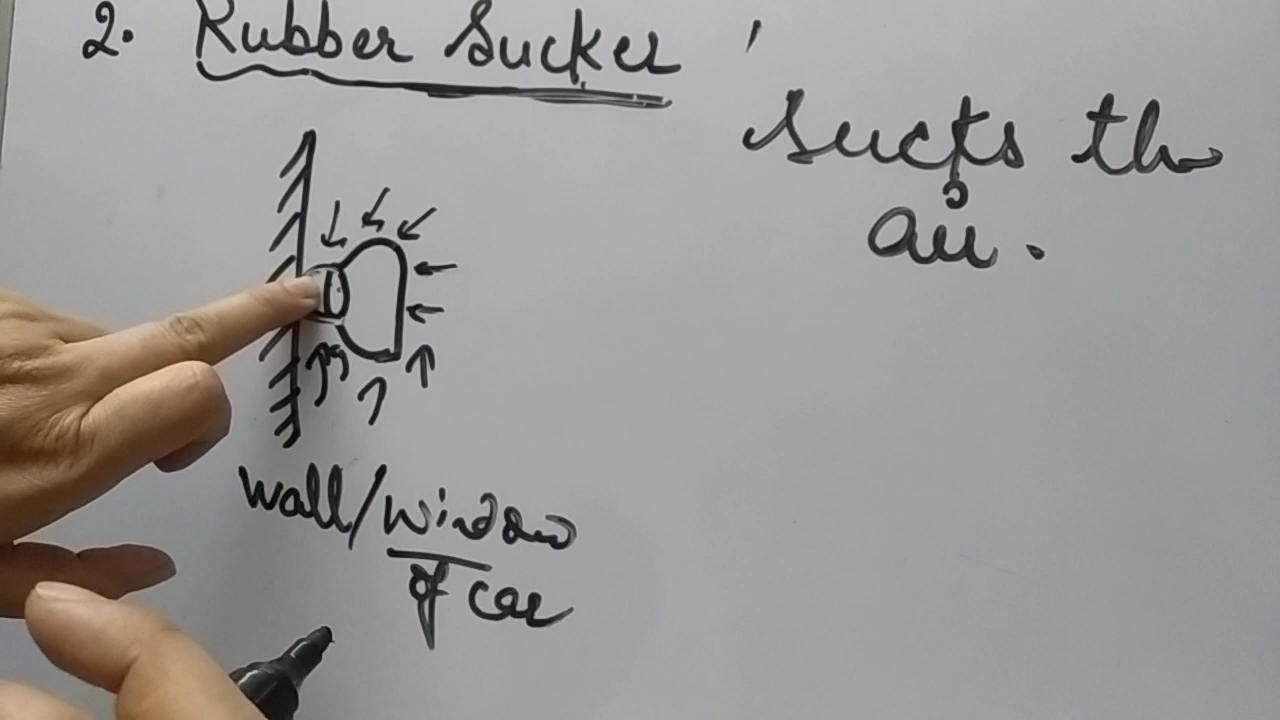 2. Rubber Sucker
sucks the
air.
wall/window
of car